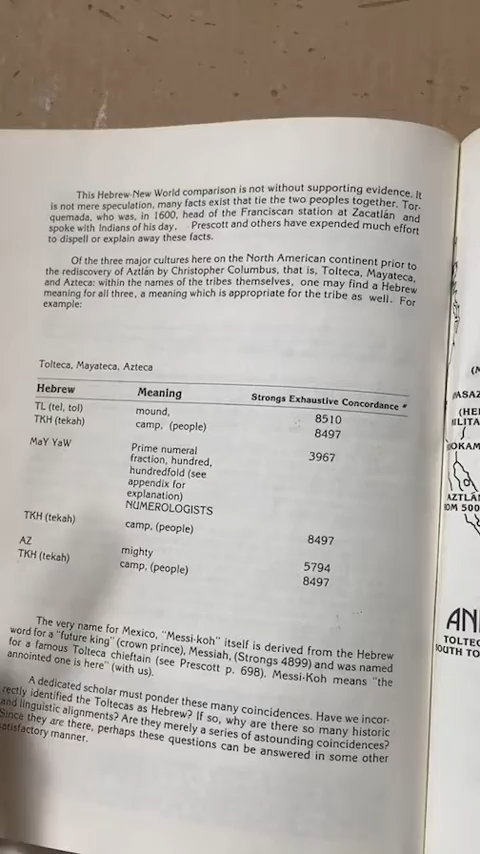 This Hebrew-New World comparison is not without supporting evidence. It
is not mere speculation, many facts exist that tie the two peoples together. Tor-
quemada, who was, in 1600, head of the Franciscan station at Zacatlán and
spoke with Indians of his day. Prescott and others have expended much effort
to dispell or explain away these facts.
Of the three major cultures here on the North American continent prior to
the rediscovery of Aztlán by Christopher Columbus, that is, Tolteca, Mayateca,
and Azteca: within the names of the tribes themselves, one may find a Hebrew
meaning for all three, a meaning which is appropriate for the tribe as well. For
example:
Tolteca, Mayateca, Azteca
Hebrew Meaning Strongs Exhaustive Concordance *
TL (tel, tol) mound, 8510
TKH (tekah) camp, (people) 8497
MaY YaW Prime numeral 3967
fraction, hundred,
hundredfold (see
appendix for
explanation)
NUMEROLOGISTS
TKH (tekah) camp, (people) 8497
AZ mighty 5794
TKH (tekah) camp, (people) 8497
The very name for Mexico, "Messi-koh" itself is derived from the Hebrew
word for a "future king" (crown prince), Messiah, (Strongs 4899) and was named
for a famous Tolteca chieftain (see Prescott p. 698). Messi-Koh means "the
annointed one is here" (with us).
A dedicated scholar must ponder these many coincidences. Have we incor-
rectly identified the Toltecas as Hebrew? If so, why are there so many historic
and linguistic alignments? Are they merely a series of astounding coincidences?
Since they are there, perhaps these questions can be answered in some other
satisfactory manner.
(HE
OKAM
AZTLÁN
OM 500
AN
TOLTEC
OUTH TO